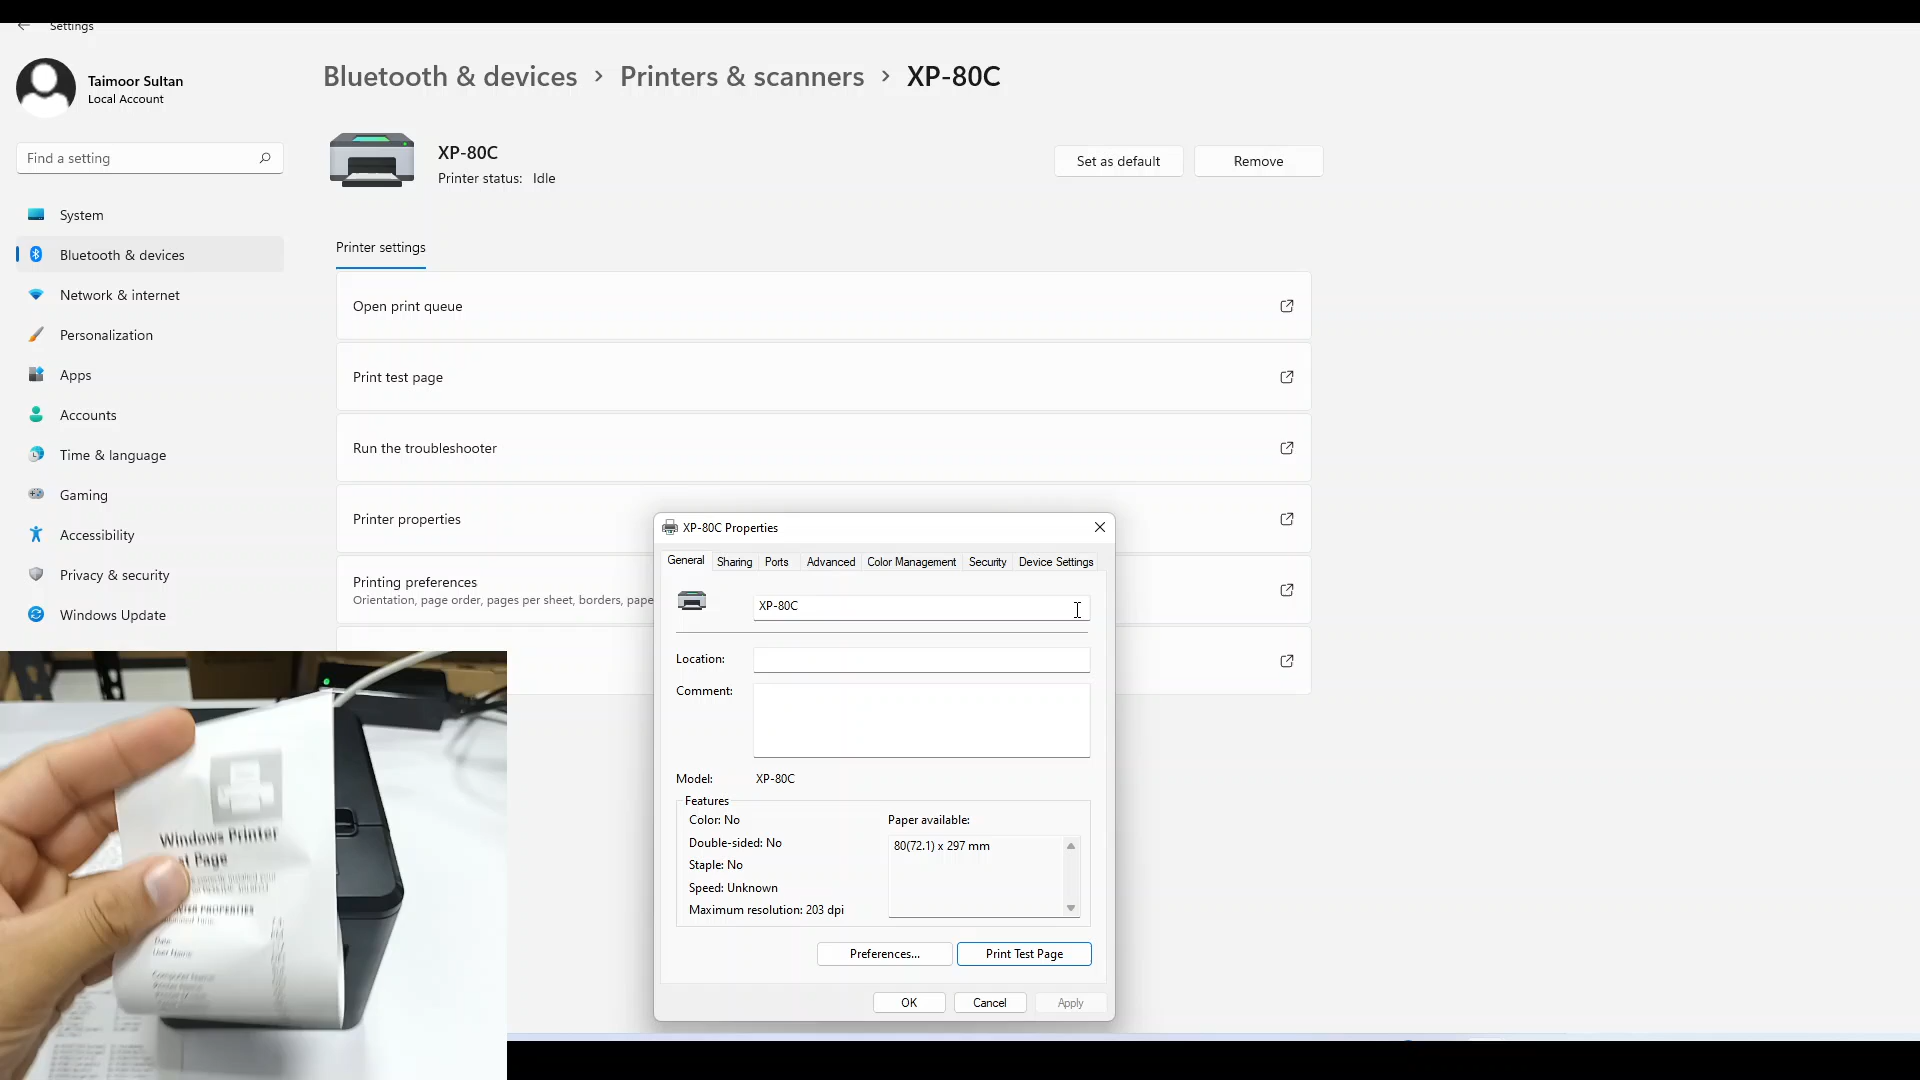 Settings
Taimoor Sultan
Local Account
Find a setting
System
Bluetooth & devices
Network & internet
Personalization
Apps
Accounts
Time & language
Gaming
Accessibility
Privacy & security
Windows Update
Bluetooth & devices > Printers & scanners > XP-80C
XP-80C
Printer status: Idle
Set as default
Remove
Printer settings
Open print queue
Print test page
Run the troubleshooter
Printer properties
Printing preferences
Orientation, page order, pages per sheet, borders, pape
XP-80C Properties
General Sharing Ports Advanced Color Management Security Device Settings
XP-80C
Location:
Comment:
Model: XP-80C
Features
Color: No
Double-sided: No
Staple: No
Speed: Unknown
Maximum resolution: 203 dpi
Paper available:
80(72.1) x 297 mm
Preferences...
Print Test Page
OK
Cancel
Apply
Windows Printer
Page
PROPERTIES
Date
User Name